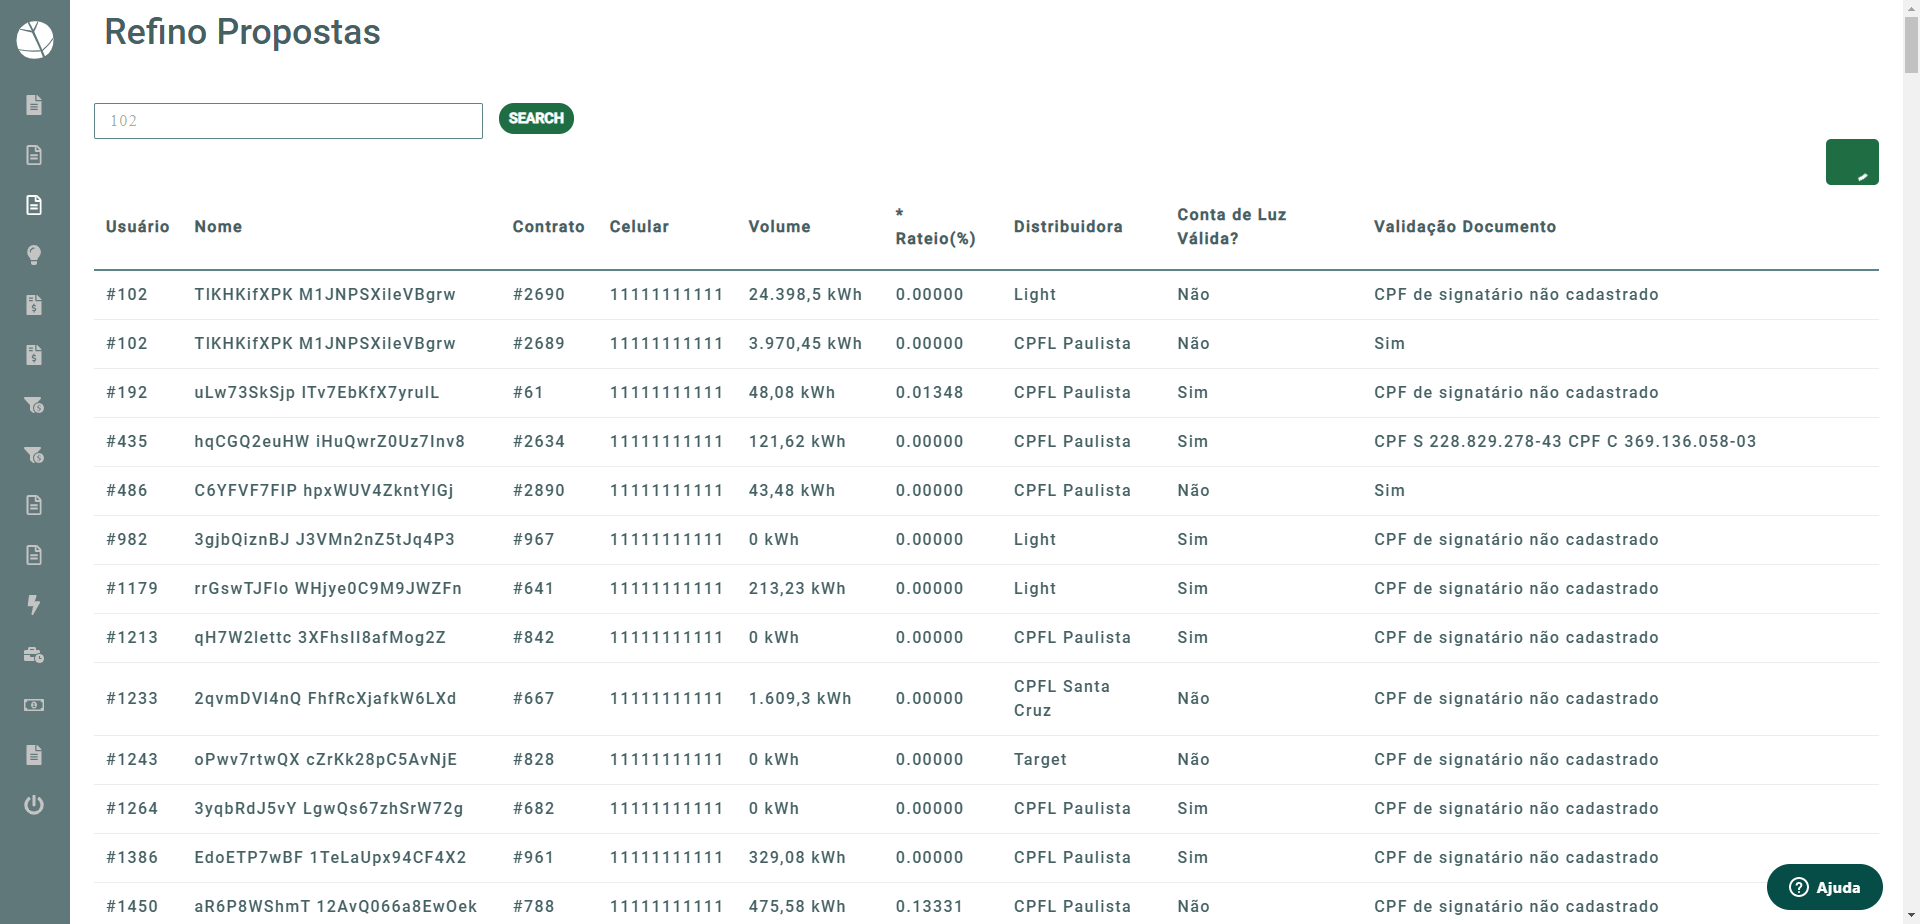 Refino Propostas
102
SEARCH
Usuário Nome Contrato Celular Volume * Rateio(%) Distribuidora Conta de Luz Válida? Validação Documento
#102 TlKHKifXPK M1JNPSXileVBgrw #2690 11111111111 24.398,5 kWh 0.00000 Light Não CPF de signatário não cadastrado
#102 TlKHKifXPK M1JNPSXileVBgrw #2689 11111111111 3.970,45 kWh 0.00000 CPFL Paulista Não Sim
#192 uLw73SkSjp ITv7EbKfX7yruIL #61 11111111111 48,08 kWh 0.01348 CPFL Paulista Sim CPF de signatário não cadastrado
#435 hqCGQ2euHW iHuQwrZ0Uz7Inv8 #2634 11111111111 121,62 kWh 0.00000 CPFL Paulista Sim CPF S 228.829.278-43 CPF C 369.136.058-03
#486 C6YFVF7FIP hpxWUV4ZkntYlGj #2890 11111111111 43,48 kWh 0.00000 CPFL Paulista Não Sim
#982 3gjbQiznBJ J3VMn2nZ5tJq4P3 #967 11111111111 0 kWh 0.00000 Light Sim CPF de signatário não cadastrado
#1179 rrGswTJFlo WHjye0C9M9JWZFn #641 11111111111 213,23 kWh 0.00000 Light Sim CPF de signatário não cadastrado
#1213 qH7W2lettc 3XFhsII8afMog2Z #842 11111111111 0 kWh 0.00000 CPFL Paulista Sim CPF de signatário não cadastrado
#1233 2qvmDVI4nQ FhfRcXjafkW6LXd #667 11111111111 1.609,3 kWh 0.00000 CPFL Santa Cruz Não CPF de signatário não cadastrado
#1243 oPwv7rtwQX cZrKk28pC5AvNjE #828 11111111111 0 kWh 0.00000 Target Não CPF de signatário não cadastrado
#1264 3yqbRdJ5vY LgwQs67zhSrW72g #682 11111111111 0 kWh 0.00000 CPFL Paulista Sim CPF de signatário não cadastrado
#1386 EdoETP7wBF 1TeLaUpx94CF4X2 #961 11111111111 329,08 kWh 0.00000 CPFL Paulista Sim CPF de signatário não cadastrado
#1450 aR6P8WShmT 12AvQ066a8EwOek #788 11111111111 475,58 kWh 0.13331 CPFL Paulista Não CPF de signatário não cadastrado
Ajuda